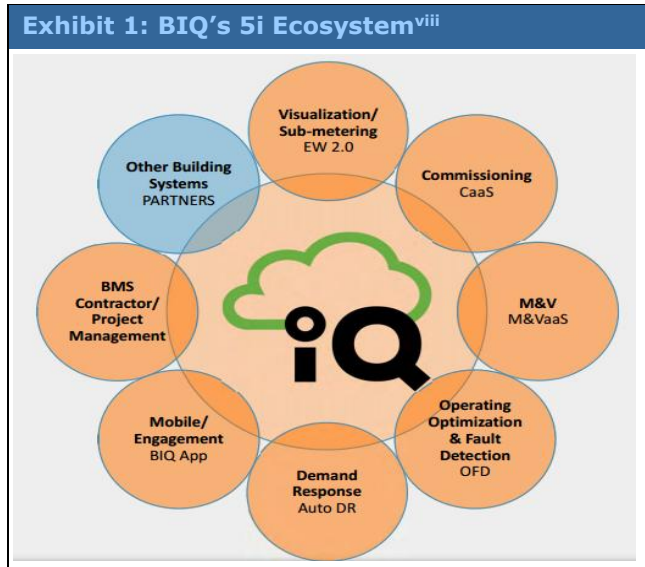 Exhibit 1: BIQ's 5i Ecosystemviii
Visualization/
Sub-metering
EW 2.0
Commissioning
CaaS
M&V
M&VaaS
Operating
Optimization
& Fault
Detection
OFD
Demand
Response
Auto DR
Mobile/
Engagement
BIQ App
BMS
Contractor/
Project
Management
Other Building
Systems
PARTNERS
iQ